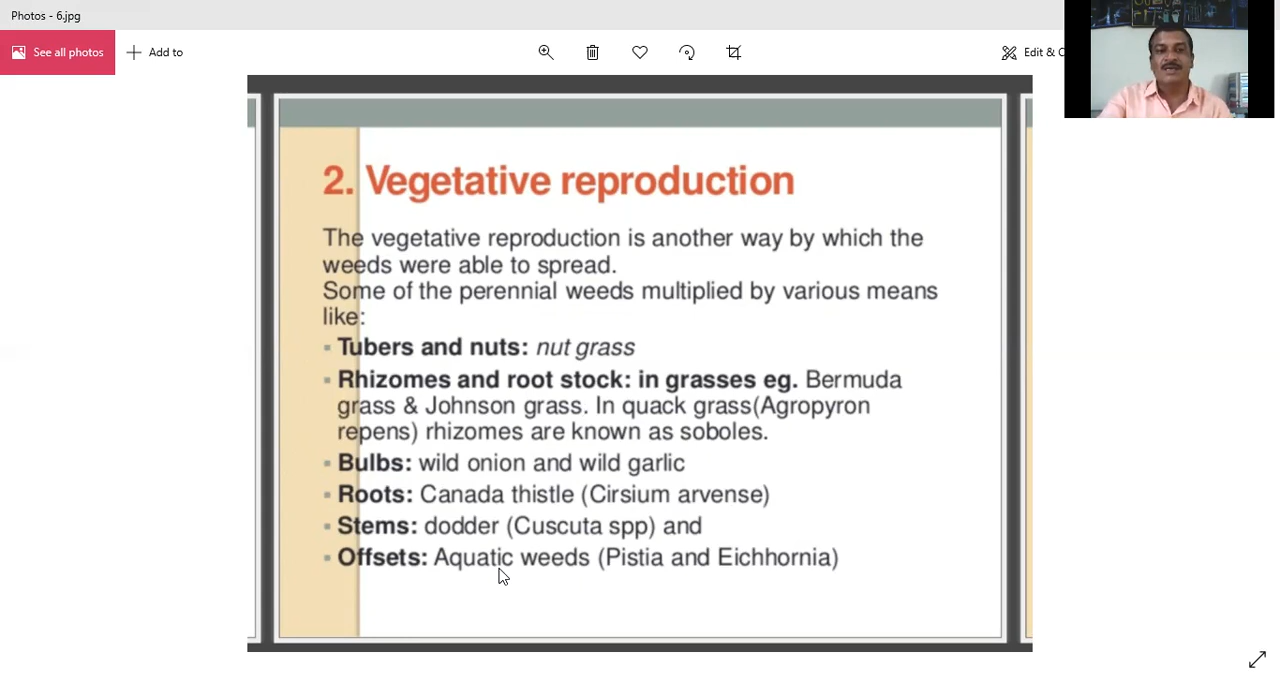 Photos - 6.jpg
See all photos
Add to
Edit & C
2. Vegetative reproduction
The vegetative reproduction is another way by which the
weeds were able to spread.
Some of the perennial weeds multiplied by various means
like:
▪ Tubers and nuts: nut grass
▪ Rhizomes and root stock: in grasses eg. Bermuda
grass & Johnson grass. In quack grass(Agropyron
repens) rhizomes are known as soboles.
▪ Bulbs: wild onion and wild garlic
▪ Roots: Canada thistle (Cirsium arvense)
▪ Stems: dodder (Cuscuta spp) and
▪ Offsets: Aquatic weeds (Pistia and Eichhornia)